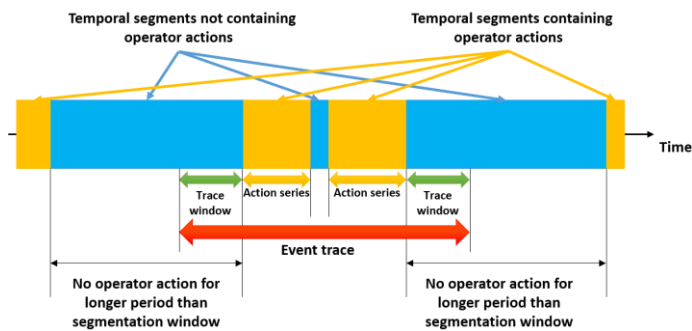 Temporal segments not containing
operator actions
Temporal segments containing
operator actions
Time
Trace
window
Action series
Action series
Trace
window
Event trace
No operator action for
longer period than
segmentation window
No operator action for
longer period than
segmentation window